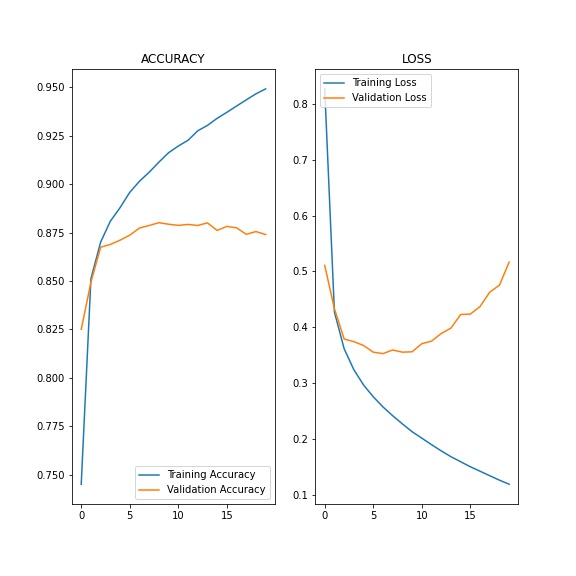 ACCURACY
0.950
0.925
0.900
0.875
0.850
0.825
0.800
0.775
0.750
Training Accuracy
Validation Accuracy
0 5 10 15
LOSS
Training Loss
Validation Loss
0.8
0.7
0.6
0.5
0.4
0.3
0.2
0.1
0 5 10 15